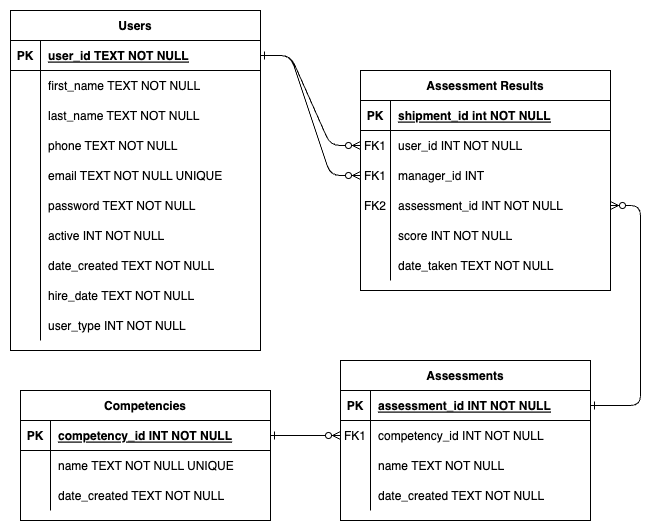 Users
PK user_id TEXT NOT NULL
first_name TEXT NOT NULL
last_name TEXT NOT NULL
phone TEXT NOT NULL
email TEXT NOT NULL UNIQUE
password TEXT NOT NULL
active INT NOT NULL
date_created TEXT NOT NULL
hire_date TEXT NOT NULL
user_type INT NOT NULL
Assessment Results
PK shipment_id int NOT NULL
FK1 user_id INT NOT NULL
FK1 manager_id INT
FK2 assessment_id INT NOT NULL
score INT NOT NULL
date_taken TEXT NOT NULL
Competencies
PK competency_id INT NOT NULL
name TEXT NOT NULL UNIQUE
date_created TEXT NOT NULL
Assessments
PK assessment_id INT NOT NULL
FK1 competency_id INT NOT NULL
name TEXT NOT NULL
date_created TEXT NOT NULL